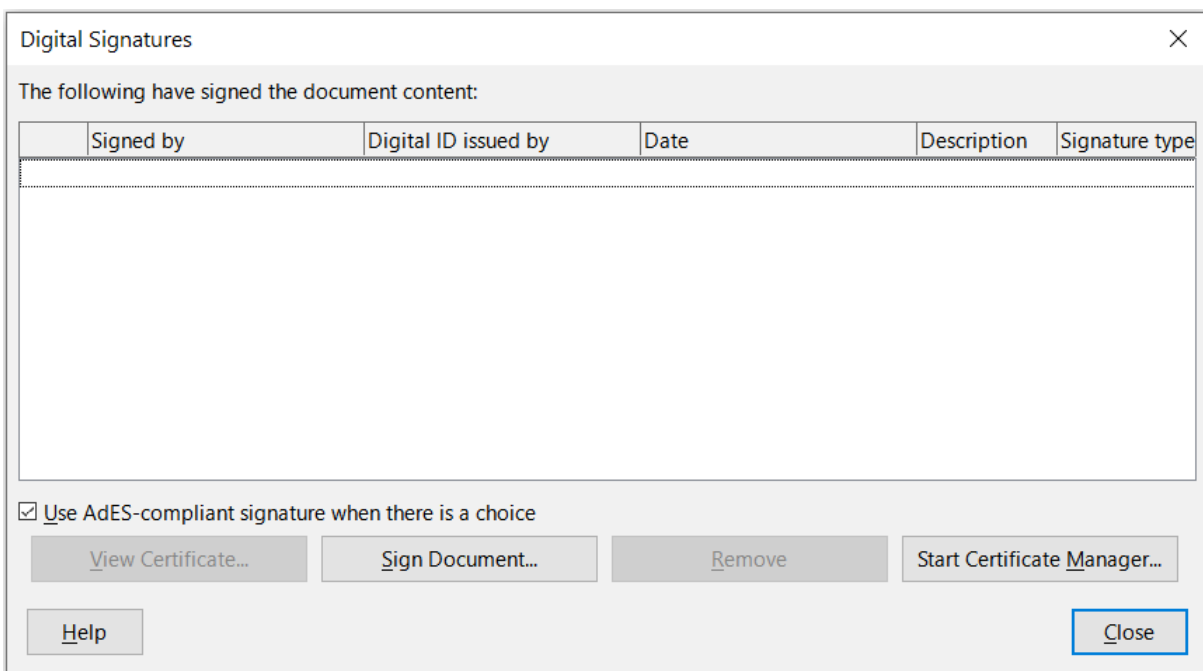 Digital Signatures
The following have signed the document content:
Signed by Digital ID issued by Date Description Signature type
Use AdES-compliant signature when there is a choice
View Certificate... Sign Document... Remove Start Certificate Manager...
Help Close